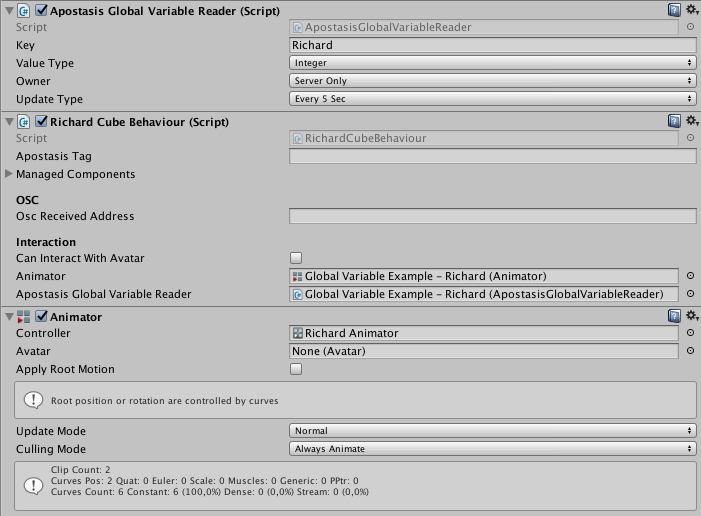 Apostasis Global Variable Reader (Script)
Script ApostasisGlobalVariableReader
Key Richard
Value Type Integer
Owner Server Only
Update Type Every 5 Sec
Richard Cube Behaviour (Script)
Script RichardCubeBehaviour
Apostasis Tag
Managed Components
OSC
Osc Received Address
Interaction
Can Interact With Avatar
Animator Global Variable Example – Richard (Animator)
Apostasis Global Variable Reader Global Variable Example – Richard (ApostasisGlobalVariableReader)
Animator
Controller Richard Animator
Avatar None (Avatar)
Apply Root Motion
Root position or rotation are controlled by curves
Update Mode Normal
Culling Mode Always Animate
Clip Count: 2
Curves Pos: 2 Quat: 0 Euler: 0 Scale: 0 Muscles: 0 Generic: 0 PPtr: 0
Curves Count: 6 Constant: 6 (100,0%) Dense: 0 (0,0%) Stream: 0 (0,0%)